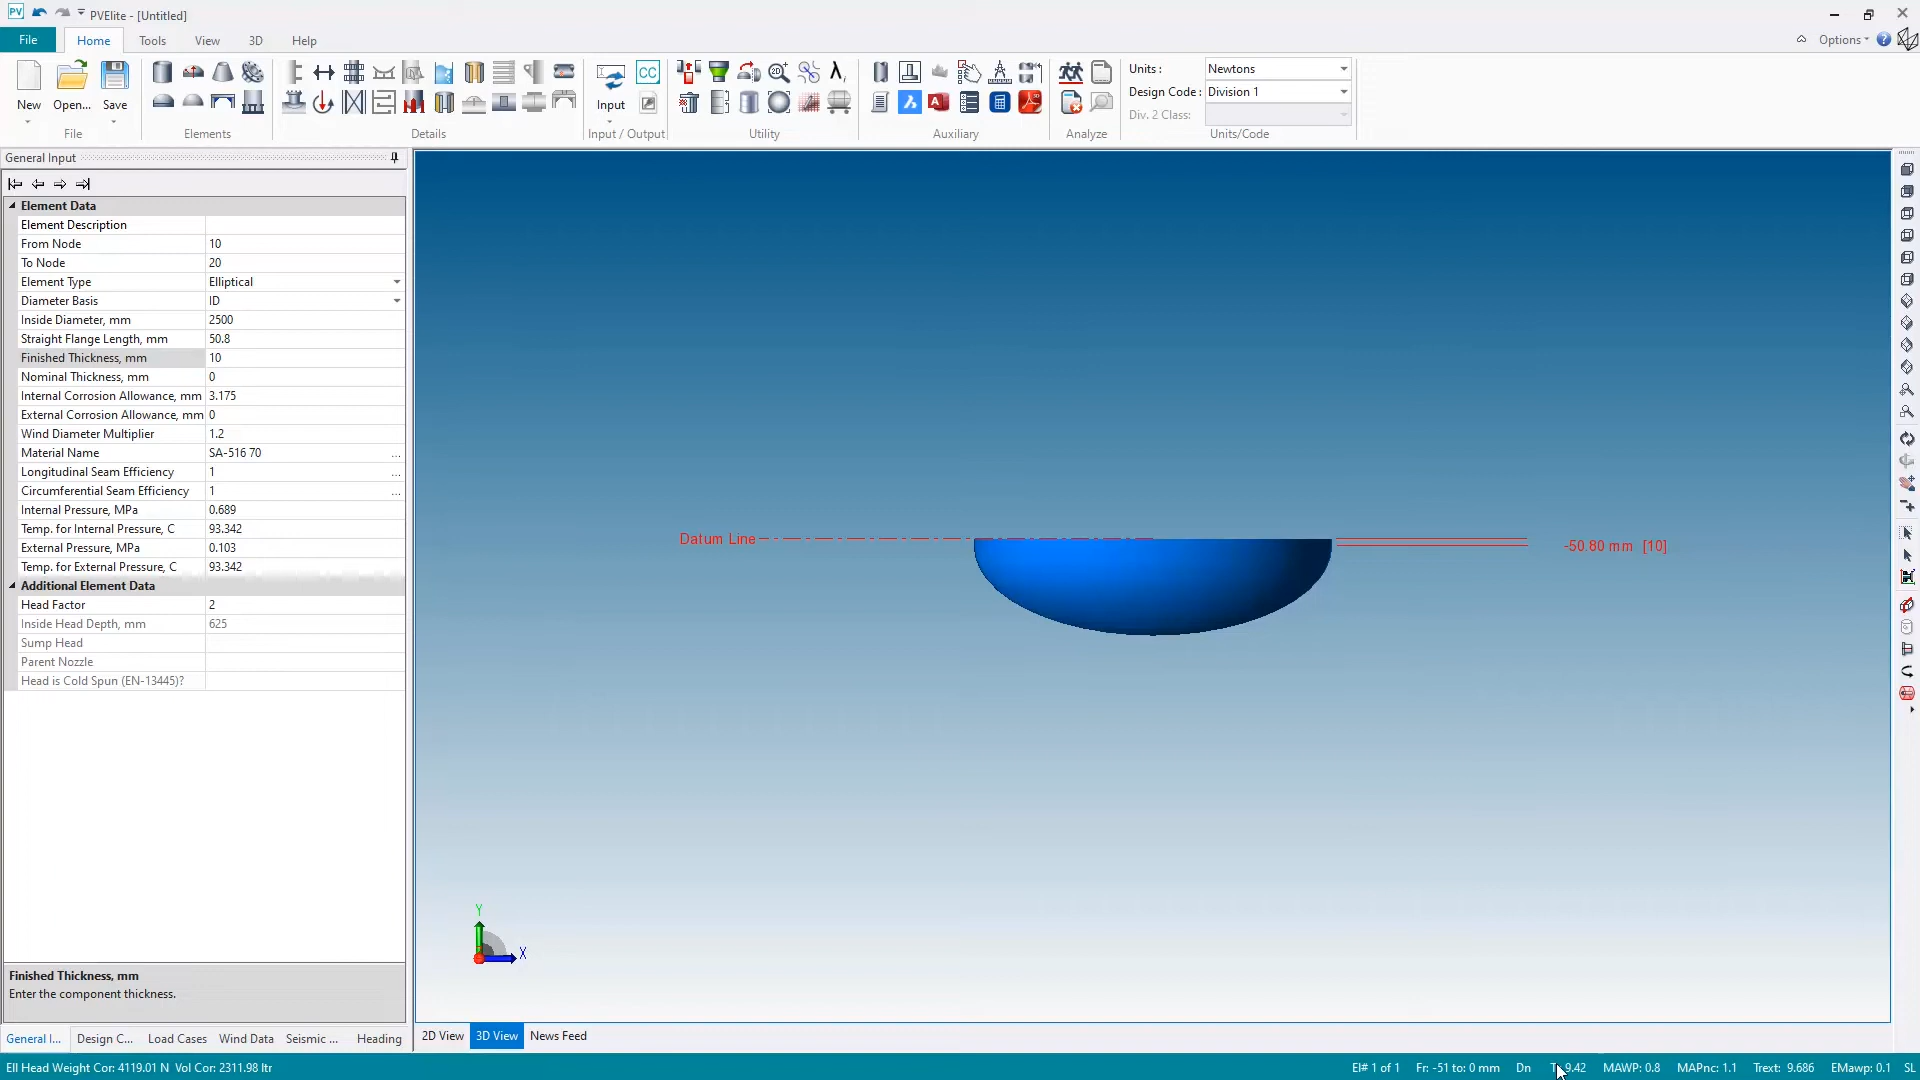 PVElite - [Untitled]
File
Home
Tools
View
3D
Help
Options
New
Open...
Save
File
Elements
Details
Input
CC
Input / Output
Utility
Auxiliary
Analyze
Units :
Newtons
Design Code :
Division 1
Div. 2 Class:
Units/Code
General Input
Element Data
Element Description
From Node 10
To Node 20
Element Type Elliptical
Diameter Basis ID
Inside Diameter, mm 2500
Straight Flange Length, mm 50.8
Finished Thickness, mm 10
Nominal Thickness, mm 0
Internal Corrosion Allowance, mm 3.175
External Corrosion Allowance, mm 0
Wind Diameter Multiplier 1.2
Material Name SA-516 70 ...
Longitudinal Seam Efficiency 1 ...
Circumferential Seam Efficiency 1 ...
Internal Pressure, MPa 0.689
Temp. for Internal Pressure, C 93.342
External Pressure, MPa 0.103
Temp. for External Pressure, C 93.342
Additional Element Data
Head Factor 2
Inside Head Depth, mm 625
Sump Head
Parent Nozzle
Head is Cold Spun (EN-13445)?
Datum Line
-50.80 mm [10]
Y
X
Finished Thickness, mm
Enter the component thickness.
General I...
Design C...
Load Cases
Wind Data
Seismic ...
Heading
2D View
3D View
News Feed
Ell Head Weight Cor: 4119.01 N Vol Cor: 2311.98 ltr
El# 1 of 1
Fr: -51 to: 0 mm
Dn
9.42
MAWP: 0.8
MAPnc: 1.1
Trext: 9.686
EMawp: 0.1
SL